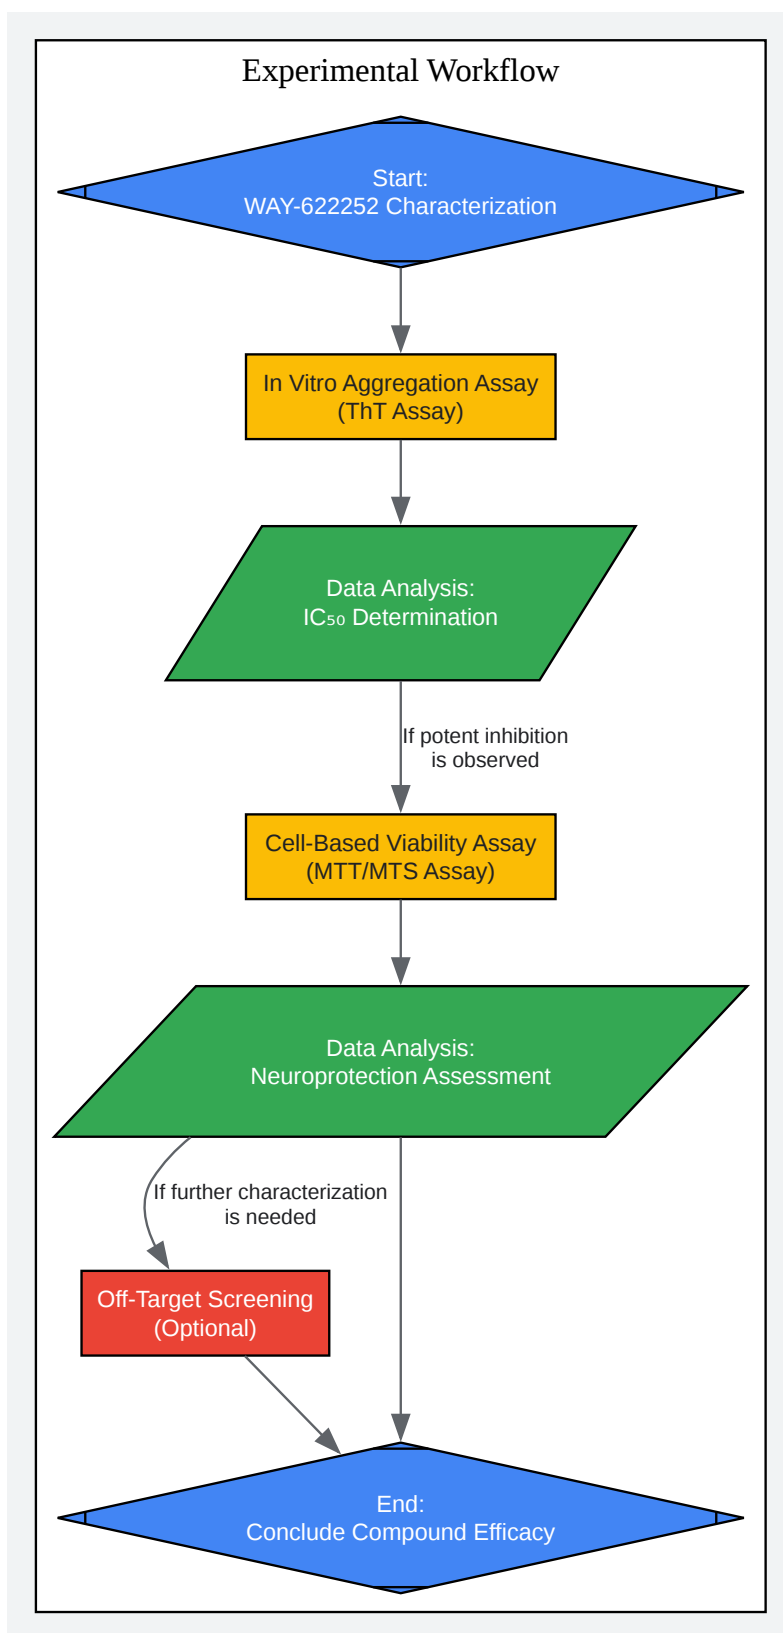 Experimental Workflow
Start:
WAY-622252 Characterization
In Vitro Aggregation Assay
(ThT Assay)
Data Analysis:
IC₅₀ Determination
If potent inhibition
is observed
Cell-Based Viability Assay
(MTT/MTS Assay)
Data Analysis:
Neuroprotection Assessment
If further characterization
is needed
Off-Target Screening
(Optional)
End:
Conclude Compound Efficacy